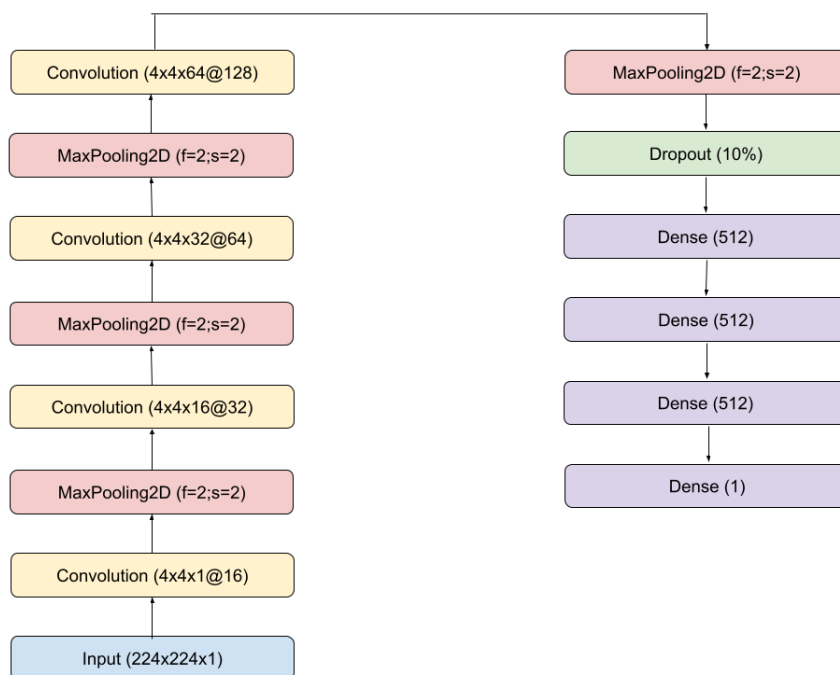 Input (224x224x1)
Convolution (4x4x1@16)
MaxPooling2D (f=2;s=2)
Convolution (4x4x16@32)
MaxPooling2D (f=2;s=2)
Convolution (4x4x32@64)
MaxPooling2D (f=2;s=2)
Convolution (4x4x64@128)
MaxPooling2D (f=2;s=2)
Dropout (10%)
Dense (512)
Dense (512)
Dense (512)
Dense (1)